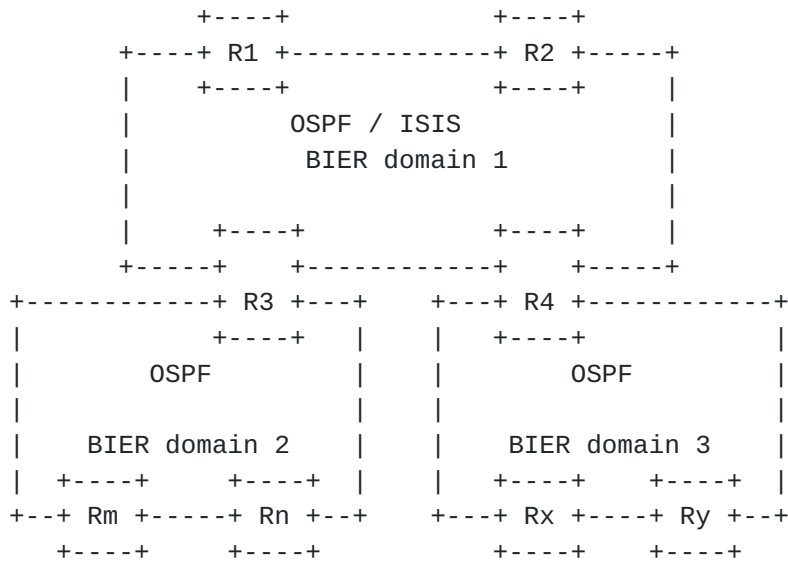 R1 R2
OSPF / ISIS
BIER domain 1
R3 R4
OSPF OSPF
BIER domain 2 BIER domain 3
Rm Rn Rx Ry